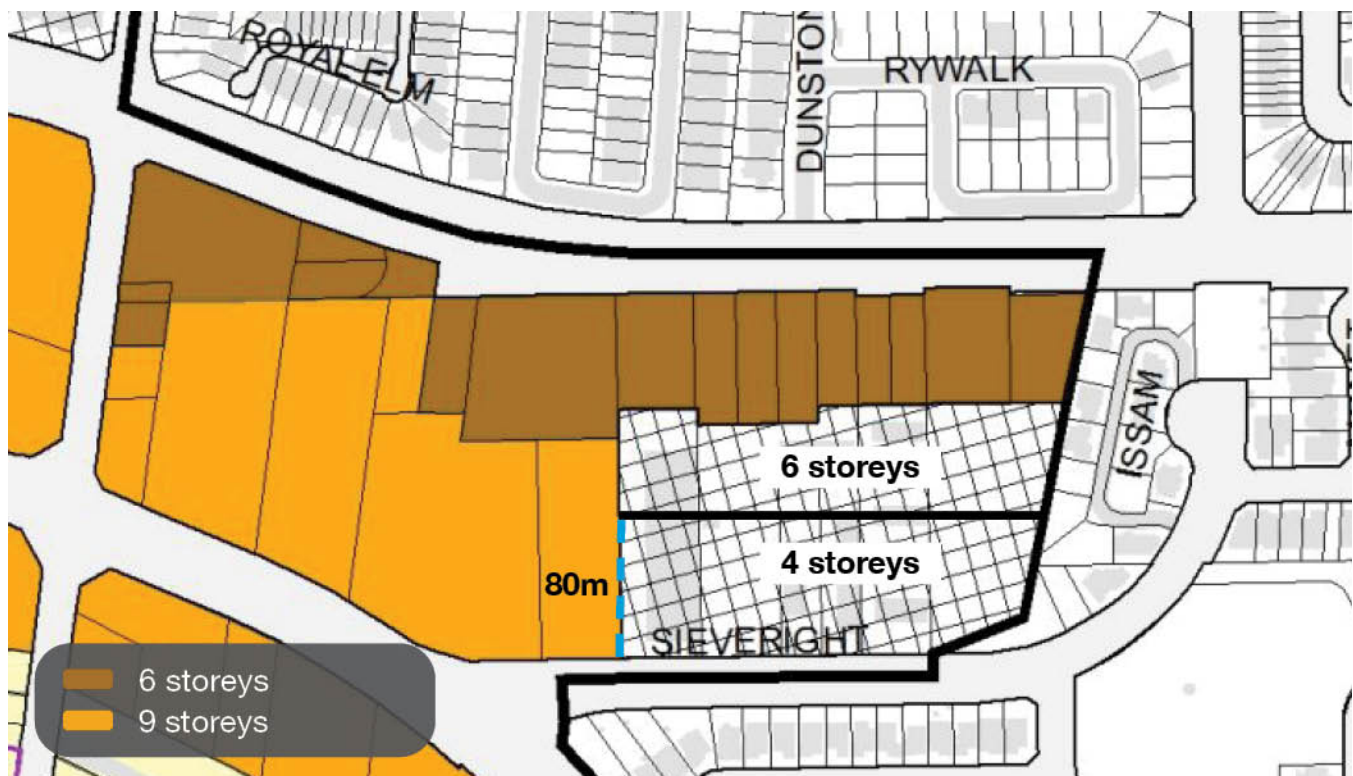 ROYAL ELM
DUNSTON
RYWALK
ISSAM
6 storeys
4 storeys
80m
SIEVERIGHT
6 storeys
9 storeys